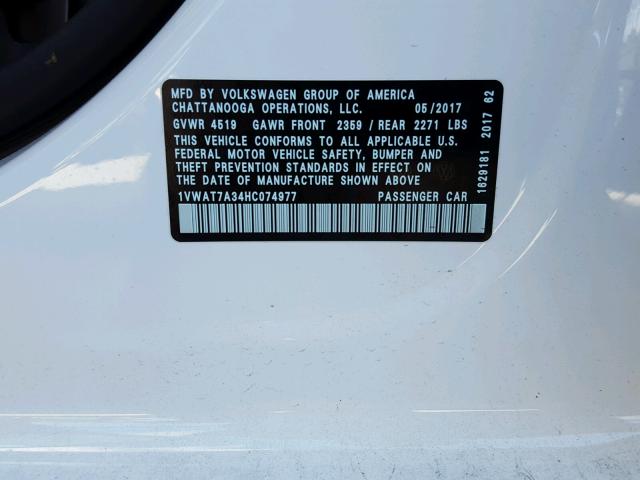 MFD BY VOLKSWAGEN GROUP OF AMERICA
CHATTANOOGA OPERATIONS, LLC. 05/2017
GVWR 4519 GAWR FRONT 2359 / REAR 2271 LBS
THIS VEHICLE CONFORMS TO ALL APPLICABLE U.S.
FEDERAL MOTOR VEHICLE SAFETY, BUMPER AND
THEFT PREVENTION STANDARDS IN EFFECT ON
THE DATE OF MANUFACTURE SHOWN ABOVE
1VWAT7A34HC074977 PASSENGER CAR
1629181 2017 62